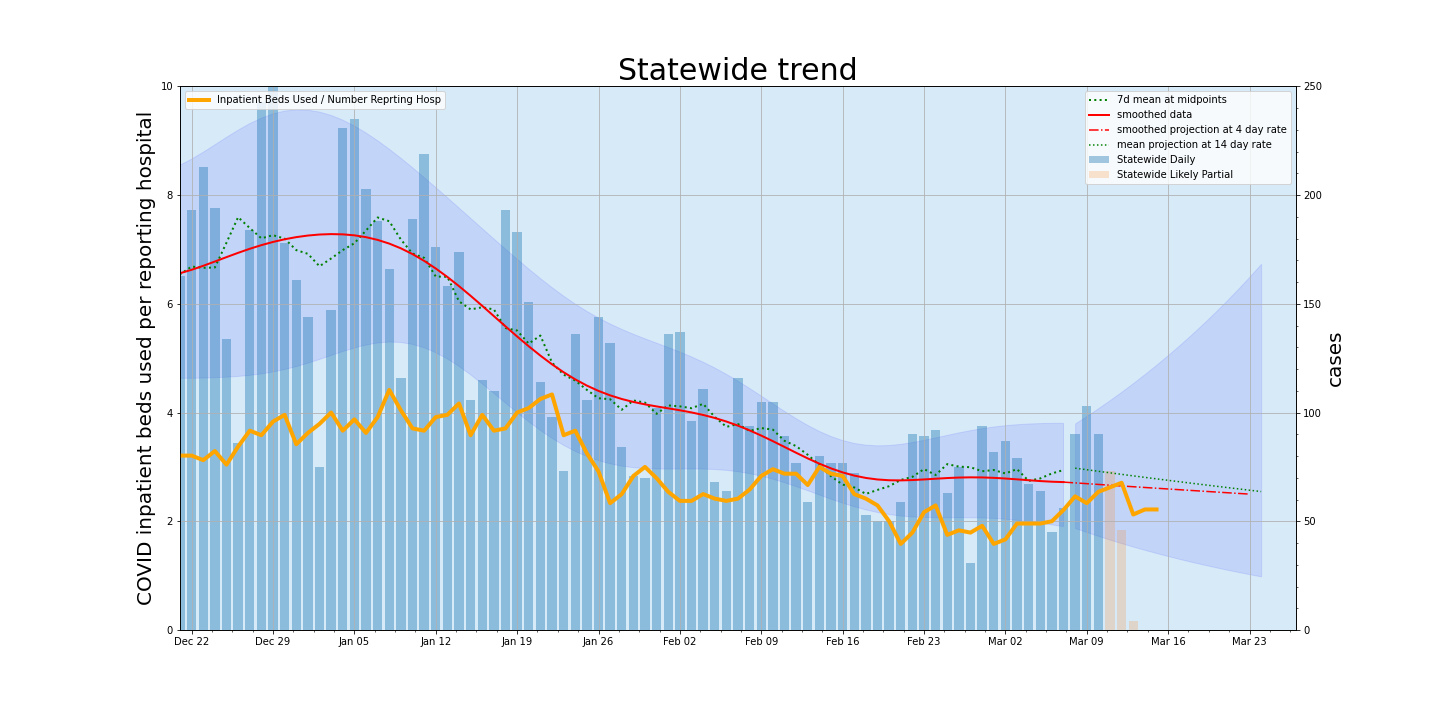 Statewide trend
Inpatient Beds Used / Number Reprting Hosp
7d mean at midpoints
smoothed data
smoothed projection at 4 day rate
mean projection at 14 day rate
Statewide Daily
Statewide Likely Partial
COVID inpatient beds used per reporting hospital
10
8
6
4
2
0
250
200
150
100
50
0
cases
Dec 22 Dec 29 Jan 05 Jan 12 Jan 19 Jan 26 Feb 02 Feb 09 Feb 16 Feb 23 Mar 02 Mar 09 Mar 16 Mar 23